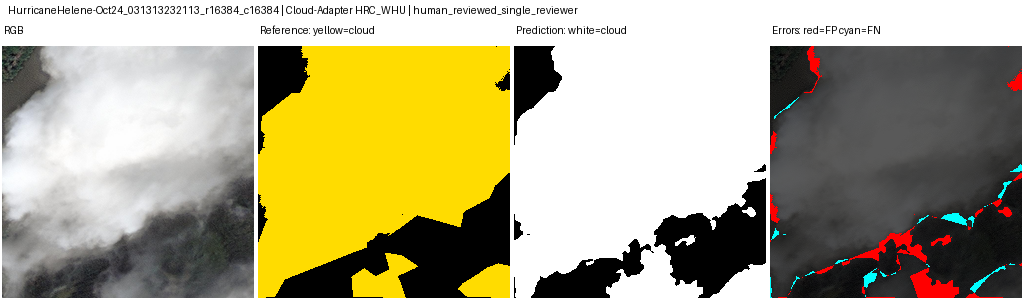 HurricaneHelene-Oct24_031313232113_r16384_c16384 | Cloud-Adapter HRC_WHU | human_reviewed_single_reviewer
RGB
Reference: yellow=cloud
Prediction: white=cloud
Errors: red=FP cyan=FN